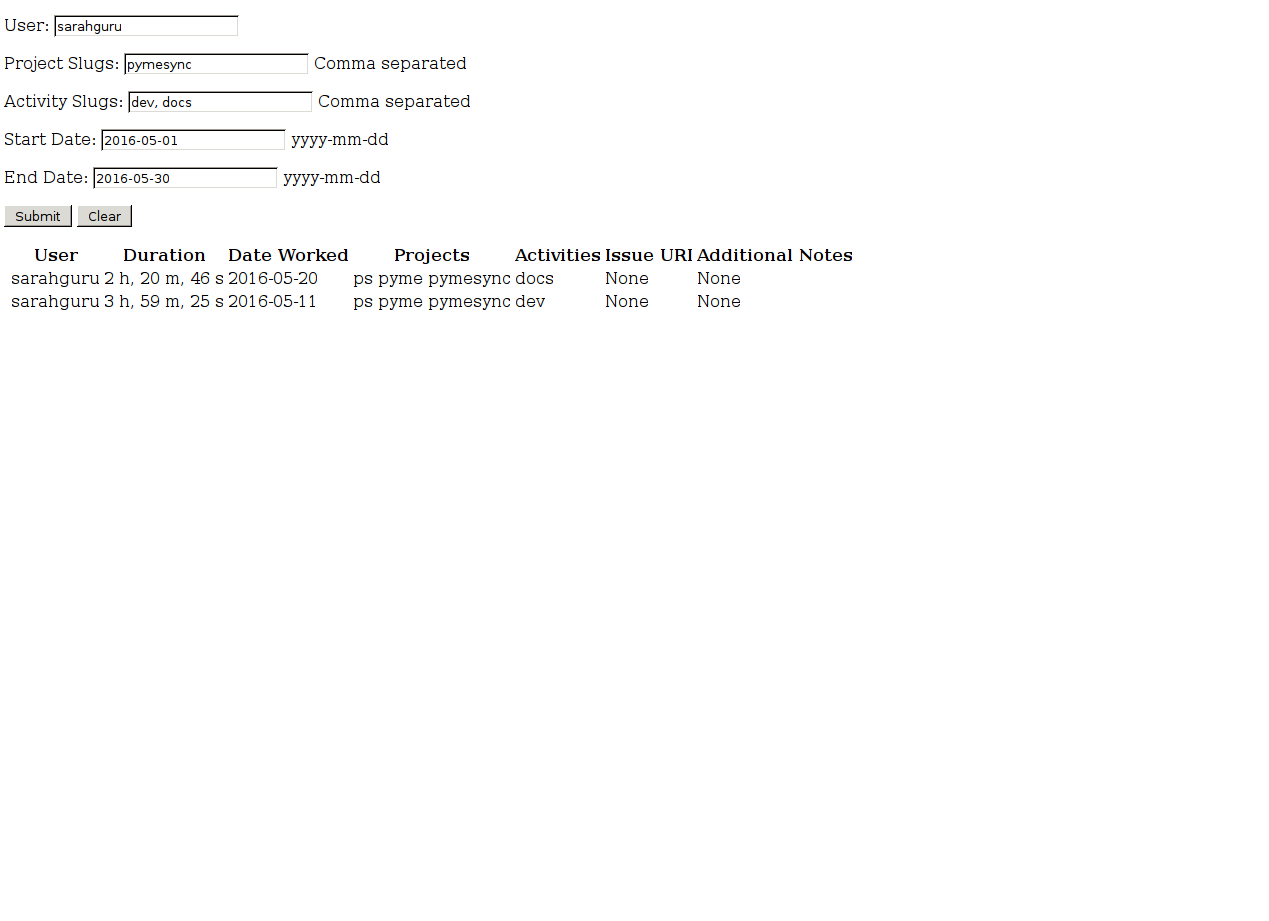 User: sarahguru
Project Slugs: pymesync Comma separated
Activity Slugs: dev, docs Comma separated
Start Date: 2016-05-01 yyyy-mm-dd
End Date: 2016-05-30 yyyy-mm-dd
Submit Clear
User Duration Date Worked Projects Activities Issue URI Additional Notes
sarahguru 2 h, 20 m, 46 s 2016-05-20 ps pyme pymesync docs None None
sarahguru 3 h, 59 m, 25 s 2016-05-11 ps pyme pymesync dev None None